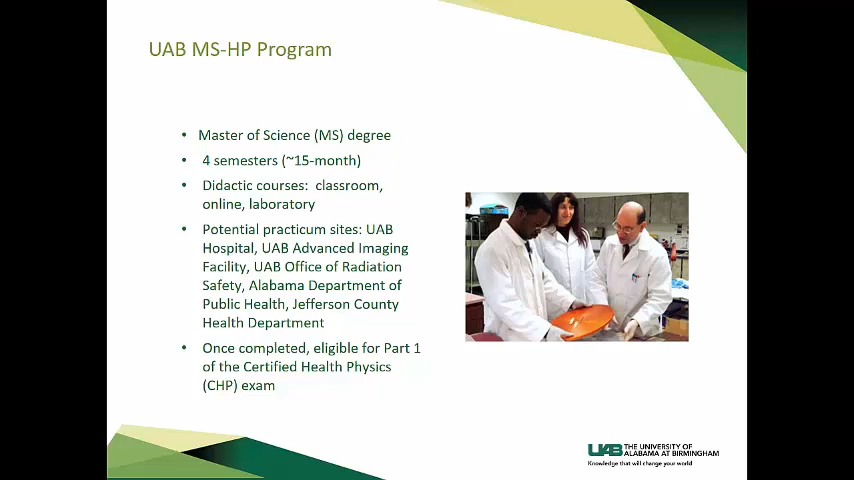 UAB MS-HP Program
• Master of Science (MS) degree
• 4 semesters (~15-month)
• Didactic courses: classroom,
online, laboratory
• Potential practicum sites: UAB
Hospital, UAB Advanced Imaging
Facility, UAB Office of Radiation
Safety, Alabama Department of
Public Health, Jefferson County
Health Department
• Once completed, eligible for Part 1
of the Certified Health Physics
(CHP) exam
UAB THE UNIVERSITY OF
ALABAMA AT BIRMINGHAM
Knowledge that will change your world